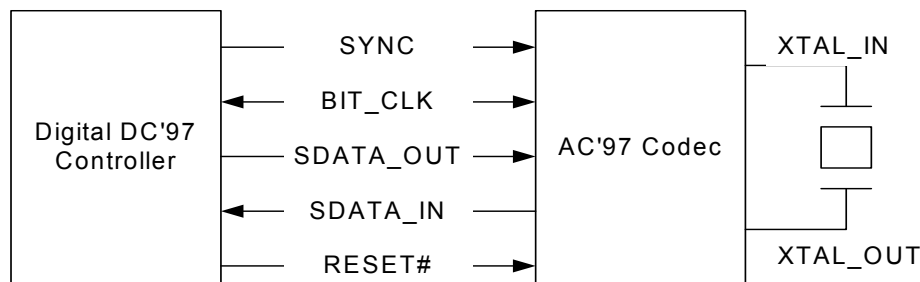 SYNC
XTAL_IN
BIT_CLK
Digital DC'97
Controller
SDATA_OUT
AC'97 Codec
SDATA_IN
RESET#
XTAL_OUT